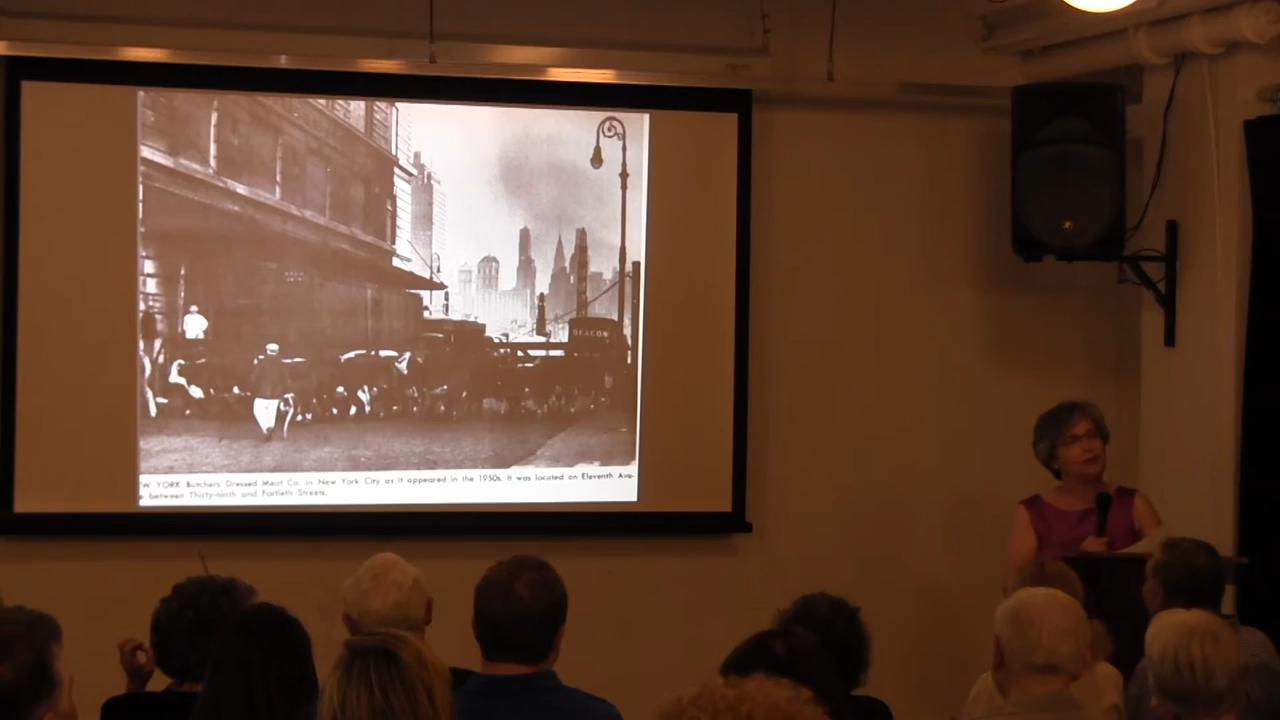 BEACON
W YORK Butchers Dressed Meat Co. in New York City as it appeared in the 1950s. It was located on Eleventh Ave-
e between Thirty-ninth and Fortieth Streets.